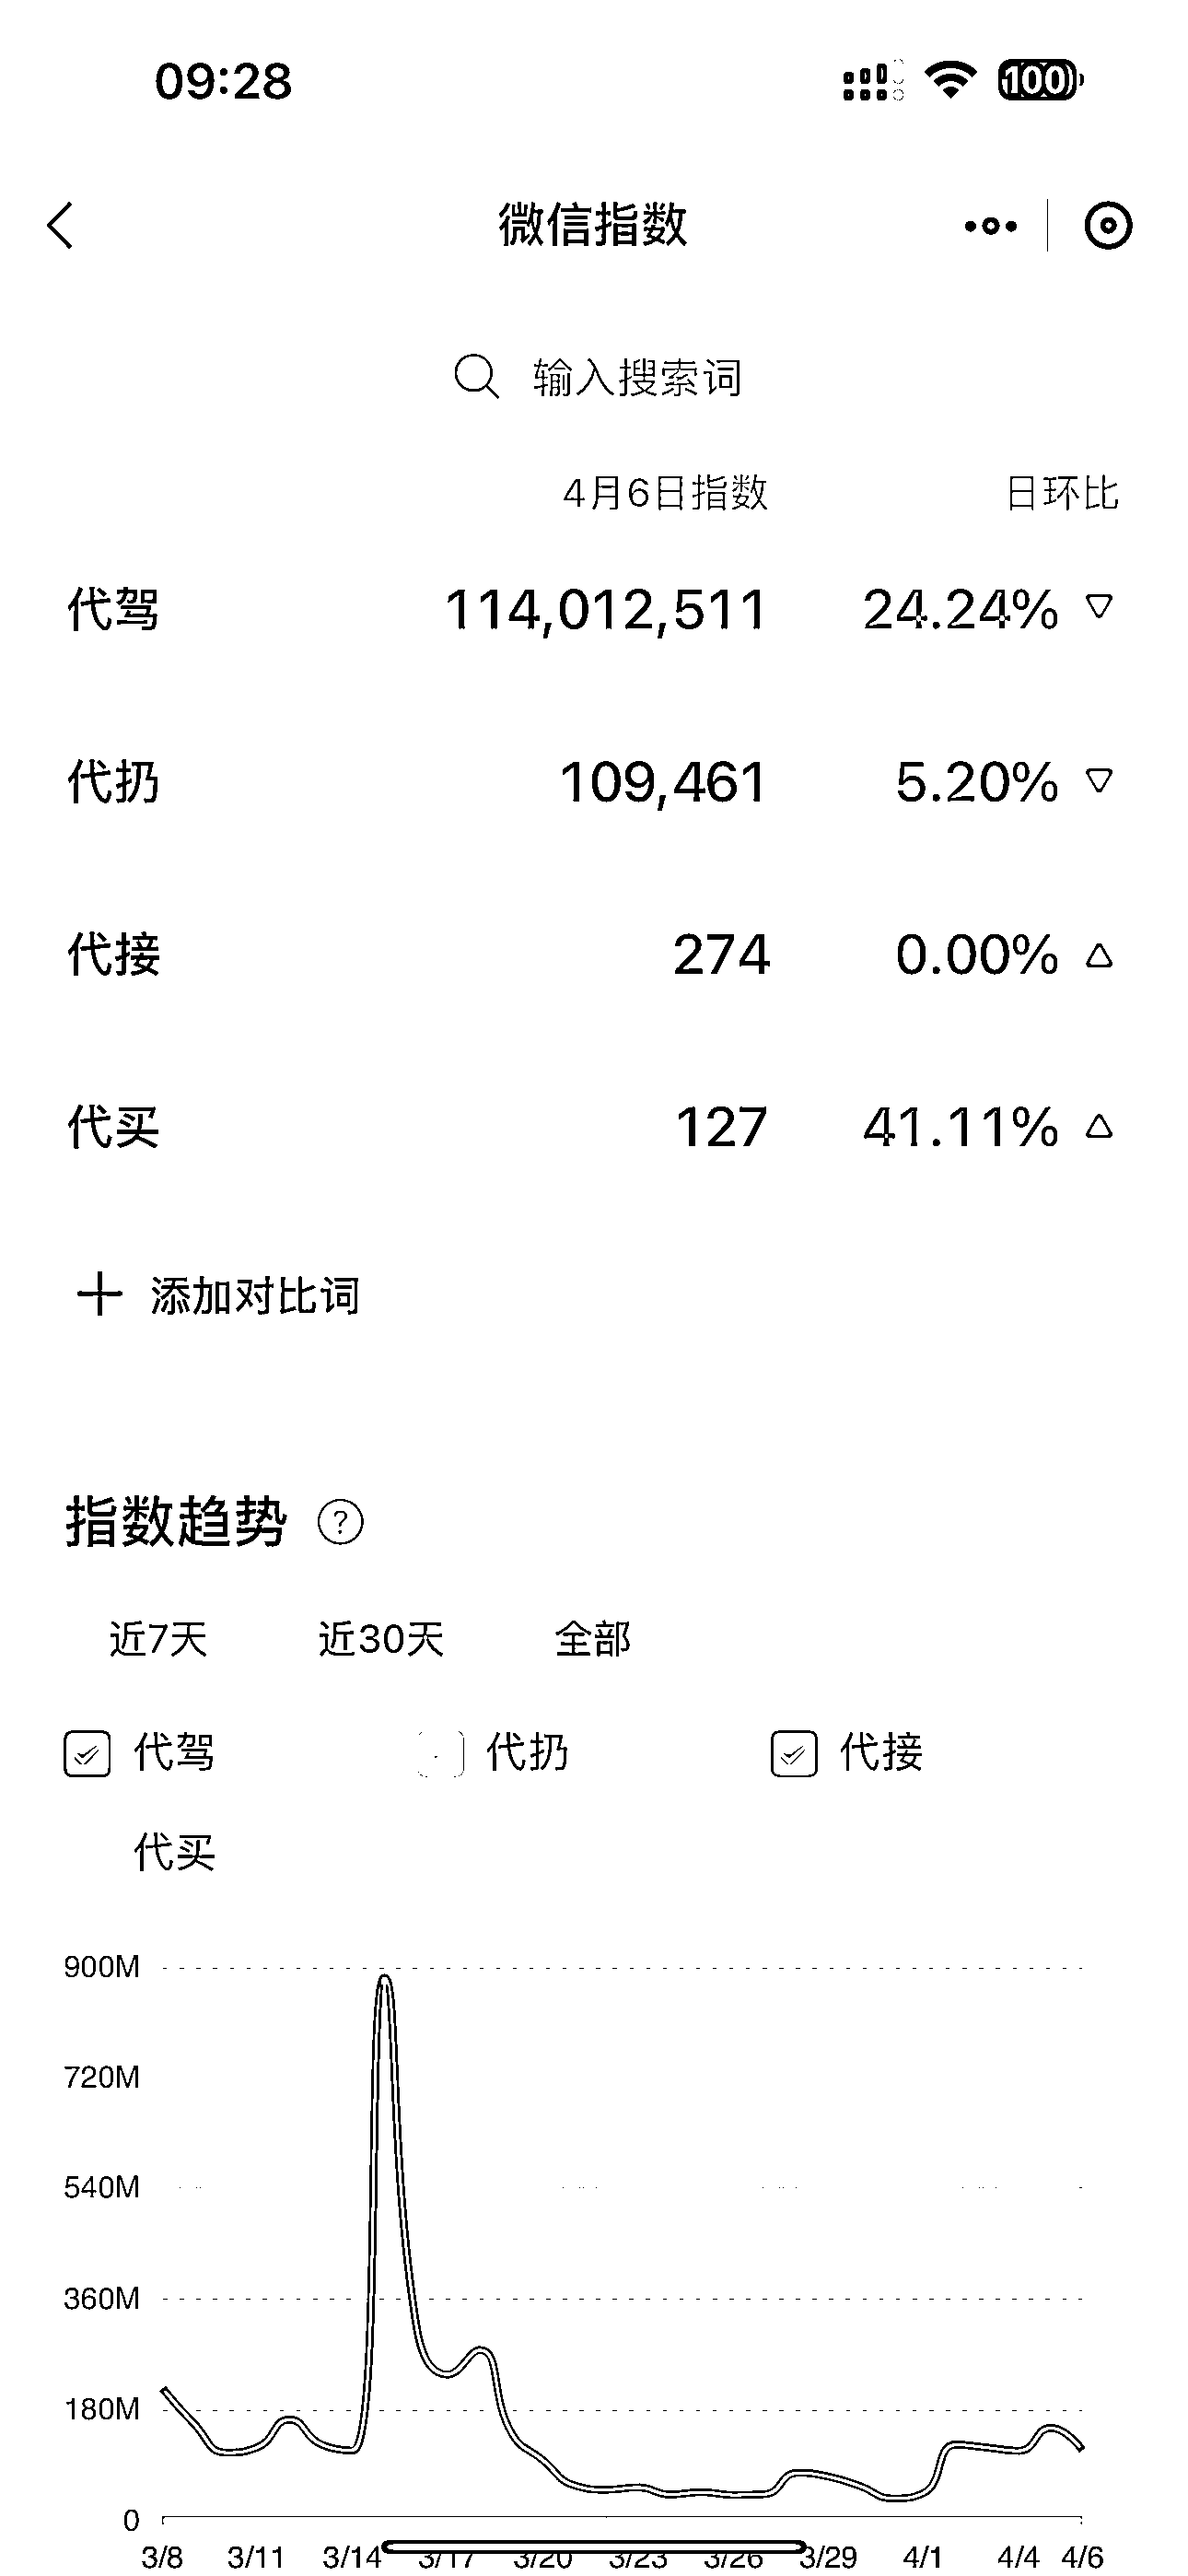 09:28
100
微信指数
输入搜索词
4月6日指数 日环比
代驾 114,012,511 24.24%
代扔 109,461 5.20%
代接 274 0.00%
代买 127 41.11%
添加对比词
指数趋势 ?
近7天 近30天 全部
代驾 代扔 代接
代买
900M
720M
540M
360M
180M
0
3/8 3/11 3/14 3/17 3/20 3/23 3/26 3/29 4/1 4/4 4/6